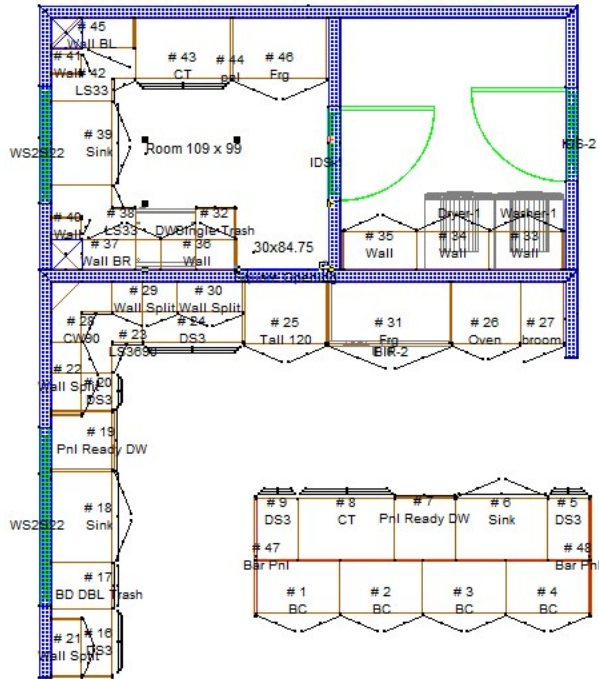 # 45
Wall BL
# 41
Wall
# 42
LS33
# 43
CT
# 44
pnl
# 46
Frg
# 39
Sink
WS2S22
Room 109 x 99
IDS-2
# 40
Wall
# 38
LS33
# 32
Single Trash
# 37
Wall BR
# 36
Wall
30x84.75
Dryer-1
Washer-1
# 35
Wall
# 34
Wall
# 33
Wall
# 29
Wall Split
# 30
Wall Split
# 28
CW90
# 23
LS3690
# 24
DS3
# 25
Tall 120
# 31
Frg
# 26
Oven
# 27
broom
# 22
Wall Split
# 20
DS3
# 19
Pnl Ready DW
# 18
Sink
WS2S22
# 17
BD DBL Trash
# 21
Wall Split
# 16
DS3
# 9
DS3
# 8
CT
# 7
Pnl Ready DW
# 6
Sink
# 5
DS3
# 47
Bar Pnl
# 48
Bar Pnl
# 1
BC
# 2
BC
# 3
BC
# 4
BC